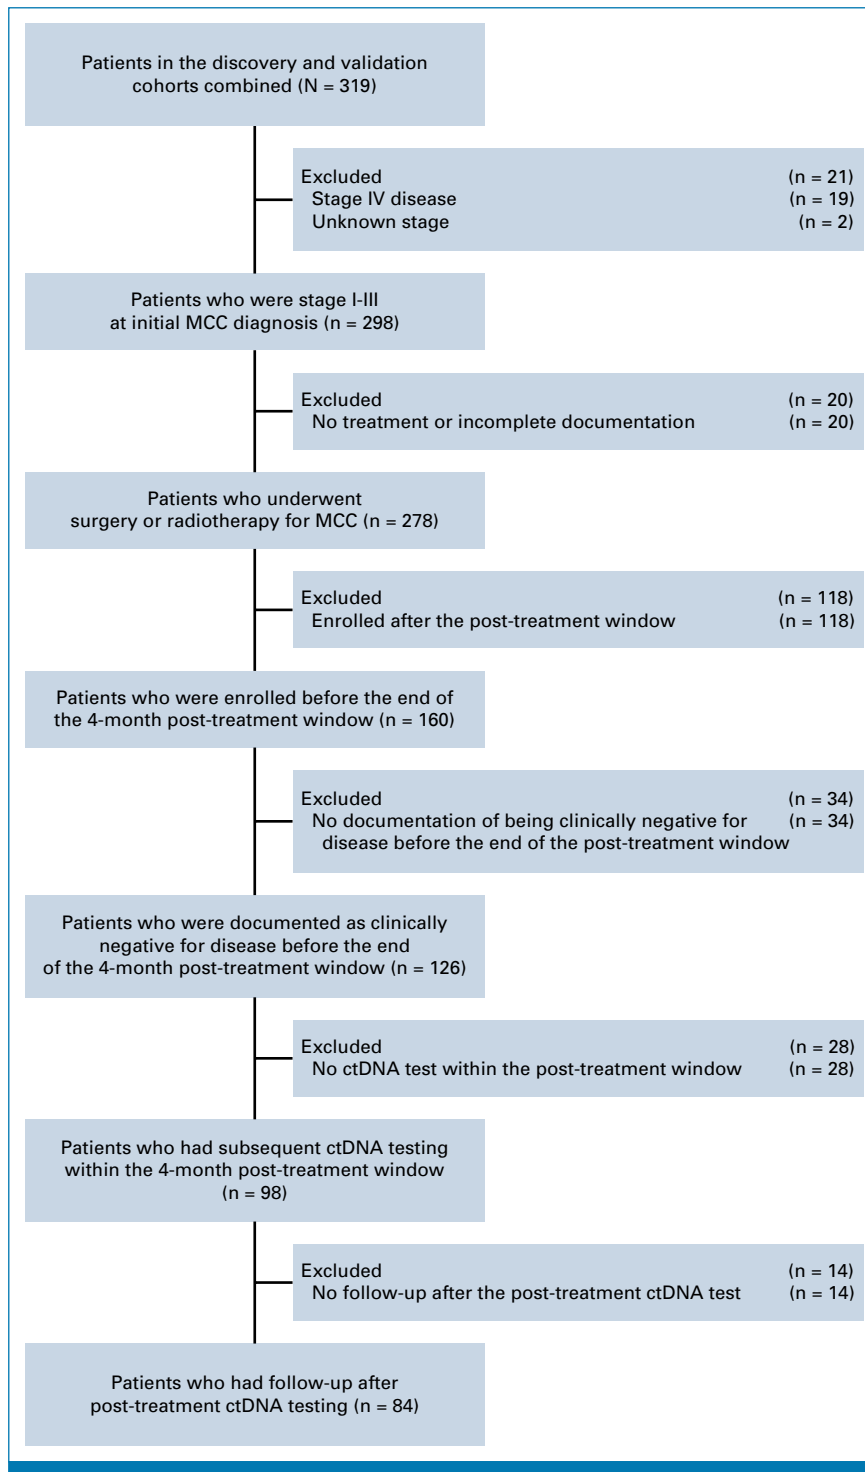 Patients in the discovery and validation
cohorts combined (N = 319)
Excluded (n = 21)
Stage IV disease (n = 19)
Unknown stage (n = 2)
Patients who were stage I-III
at initial MCC diagnosis (n = 298)
Excluded (n = 20)
No treatment or incomplete documentation (n = 20)
Patients who underwent
surgery or radiotherapy for MCC (n = 278)
Excluded (n = 118)
Enrolled after the post-treatment window (n = 118)
Patients who were enrolled before the end of
the 4-month post-treatment window (n = 160)
Excluded (n = 34)
No documentation of being clinically negative for (n = 34)
disease before the end of the post-treatment window
Patients who were documented as clinically
negative for disease before the end
of the 4-month post-treatment window (n = 126)
Excluded (n = 28)
No ctDNA test within the post-treatment window (n = 28)
Patients who had subsequent ctDNA testing
within the 4-month post-treatment window
(n = 98)
Excluded (n = 14)
No follow-up after the post-treatment ctDNA test (n = 14)
Patients who had follow-up after
post-treatment ctDNA testing (n = 84)